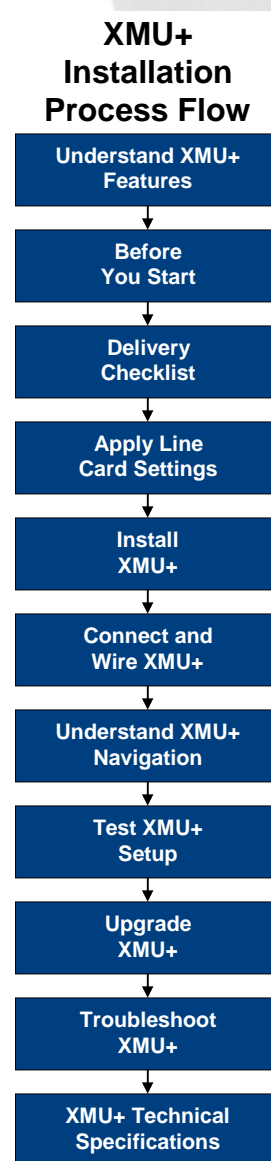 XMU+
Installation
Process Flow
Understand XMU+
Features
Before
You Start
Delivery
Checklist
Apply Line
Card Settings
Install
XMU+
Connect and
Wire XMU+
Understand XMU+
Navigation
Test XMU+
Setup
Upgrade
XMU+
Troubleshoot
XMU+
XMU+ Technical
Specifications